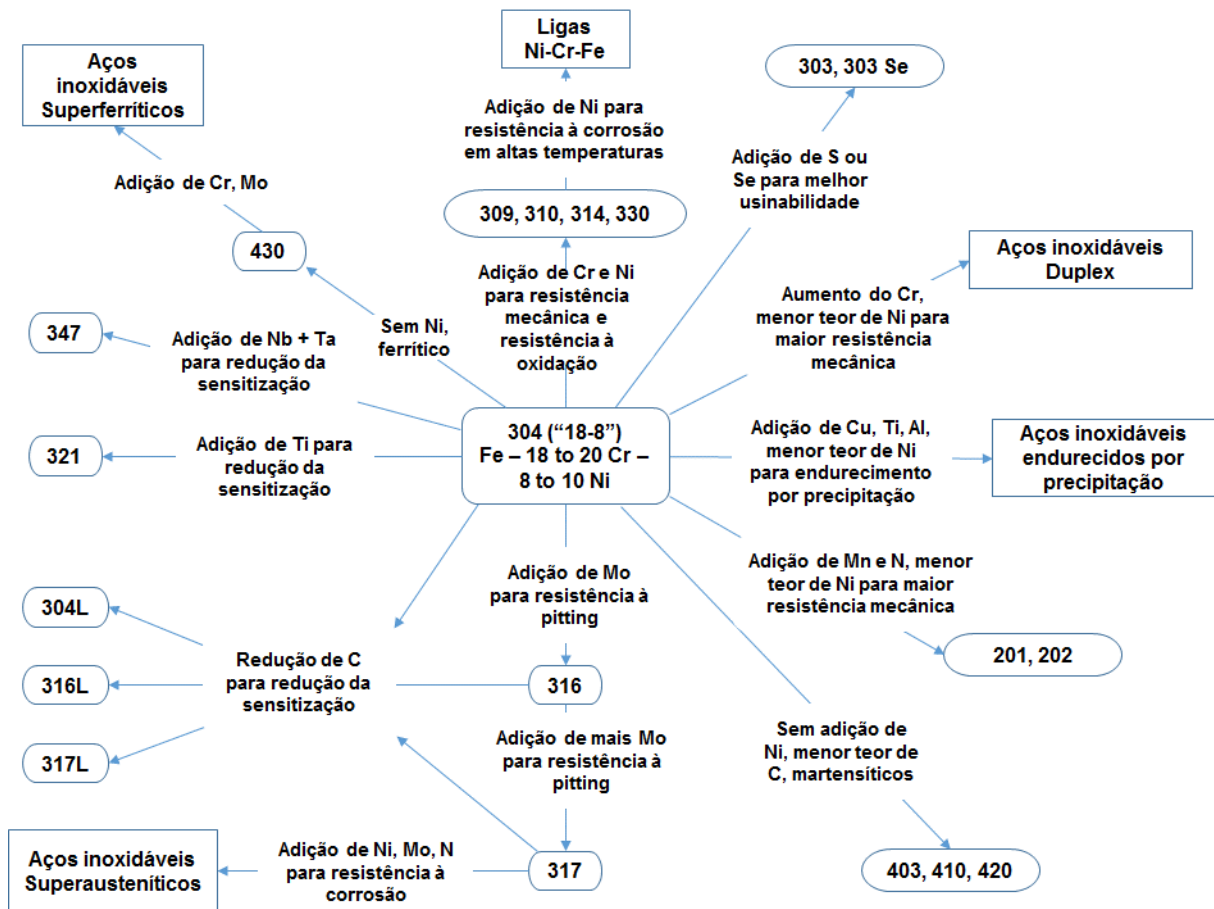 Ligas
Ni-Cr-Fe
Aços
inoxidáveis
Superferríticos
303, 303 Se
Adição de Ni para
resistência à corrosão
em altas temperaturas
Adição de S ou
Se para melhor
usinabilidade
Adição de Cr, Mo
309, 310, 314, 330
430
Aços inoxidáveis
Duplex
Adição de Cr e Ni
para resistência
mecânica e
resistência à
oxidação
Aumento do Cr,
menor teor de Ni para
maior resistência
mecânica
347
Adição de Nb + Ta
para redução da
sensitização
Sem Ni,
ferrítico
304 (“18-8”)
Fe – 18 to 20 Cr –
8 to 10 Ni
321
Adição de Ti para
redução da
sensitização
Adição de Cu, Ti, Al,
menor teor de Ni
para endurecimento
por precipitação
Aços inoxidáveis
endurecidos por
precipitação
Adição de Mo
para resistência à
pitting
Adição de Mn e N, menor
teor de Ni para maior
resistência mecânica
304L
316L
317L
Redução de C
para redução da
sensitização
316
201, 202
Adição de mais Mo
para resistência à
pitting
Sem adição de
Ni, menor teor de
C, martensíticos
Aços inoxidáveis
Superausteníticos
Adição de Ni, Mo, N
para resistência à
corrosão
317
403, 410, 420